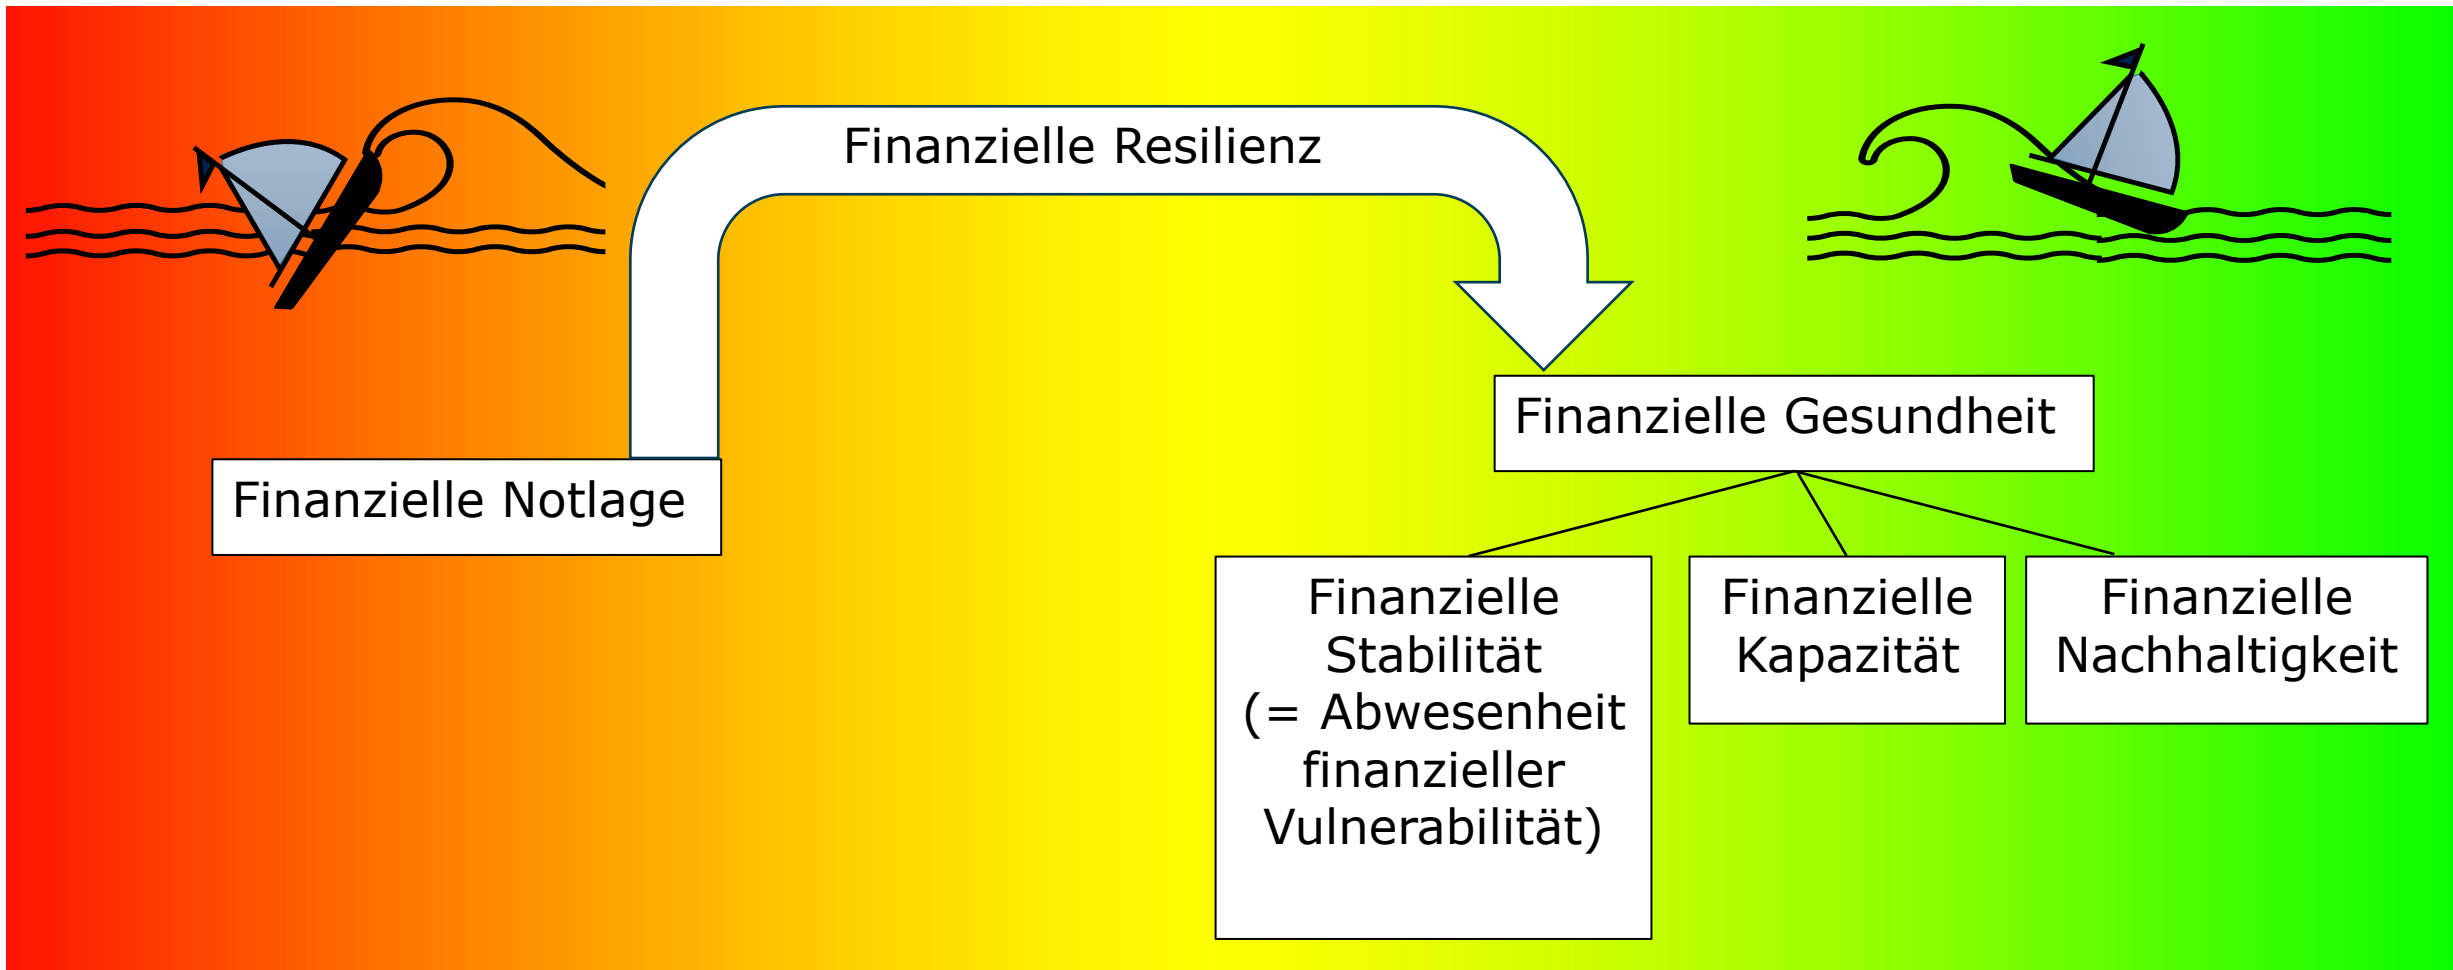 Finanzielle Resilienz
Finanzielle Notlage
Finanzielle Gesundheit
Finanzielle
Stabilität
(= Abwesenheit
finanzieller
Vulnerabilität)
Finanzielle
Kapazität
Finanzielle
Nachhaltigkeit